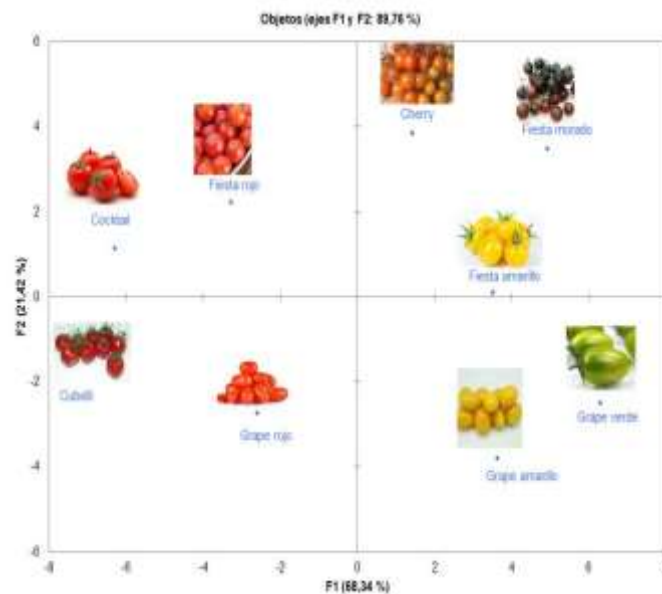 Objetos (ejes F1 y F2: 89,76 %)
6
Cherry
Fiesta morado
4
Fiesta rojo
Cocktail
2
Fiesta amarillo
0
Cubelli
-2
Grape rojo
Grape verde
-4
Grape amarillo
-6
-8
-6
-4
-2
0
2
4
6
F2 (21,42 %)
F1 (68,34 %)